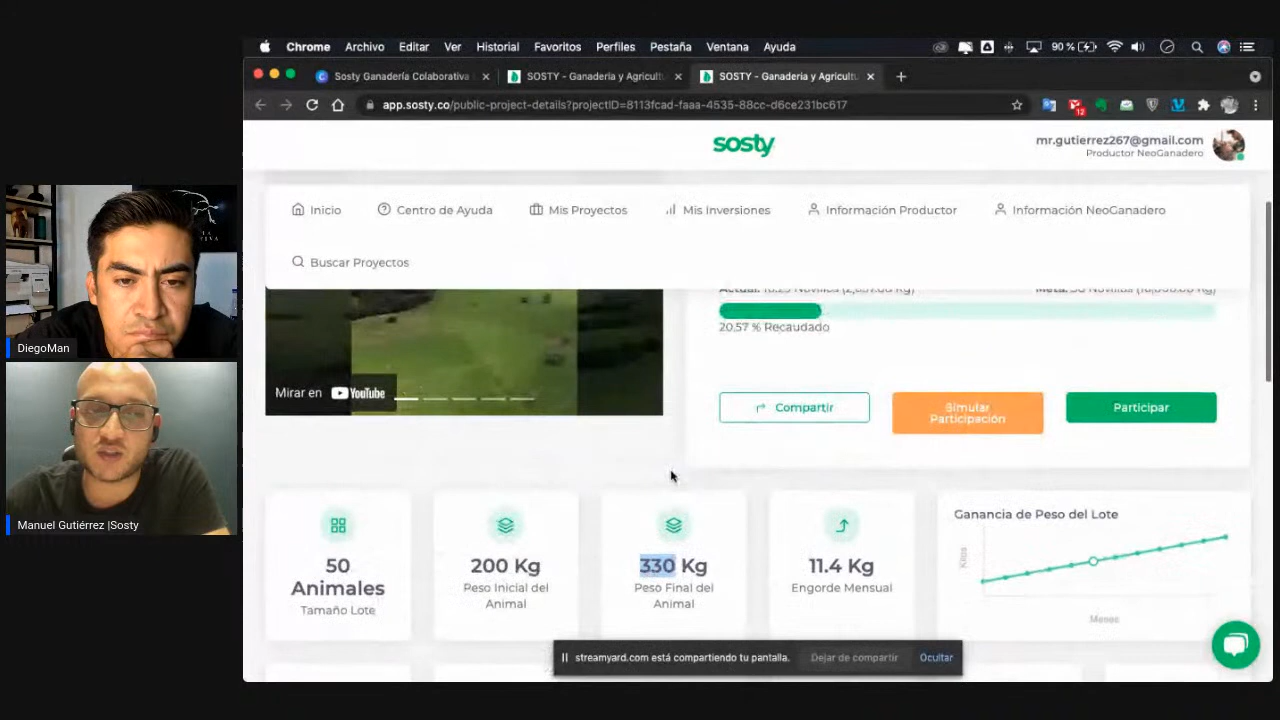 Chrome Archivo Editar Ver Historial Favoritos Perfiles Pestaña Ventana Ayuda
90 %
Sosty Ganadería Colaborativa
SOSTY - Ganaderia y Agricultu
SOSTY - Ganaderia y Agricultu
app.sosty.co/public-project-details?projectID=8113fcad-faaa-4535-88cc-d6ce231bc617
12
sosty
mr.gutierrez267@gmail.com
Productor NeoGanadero
Inicio
Centro de Ayuda
Mis Proyectos
Mis Inversiones
Información Productor
Información NeoGanadero
Buscar Proyectos
20.57 % Recaudado
Mirar en YouTube
Compartir
Simular
Participación
Participar
50
Animales
Tamaño Lote
200 Kg
Peso Inicial del
Animal
330 Kg
Peso Final del
Animal
11.4 Kg
Engorde Mensual
Ganancia de Peso del Lote
Kilos
Meses
streamyard.com está compartiendo tu pantalla.
Dejar de compartir
Ocultar
DiegoMan
Manuel Gutiérrez |Sosty